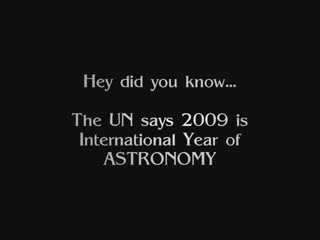 Hey did you know...
The UN says 2009 is
International Year of
ASTRONOMY